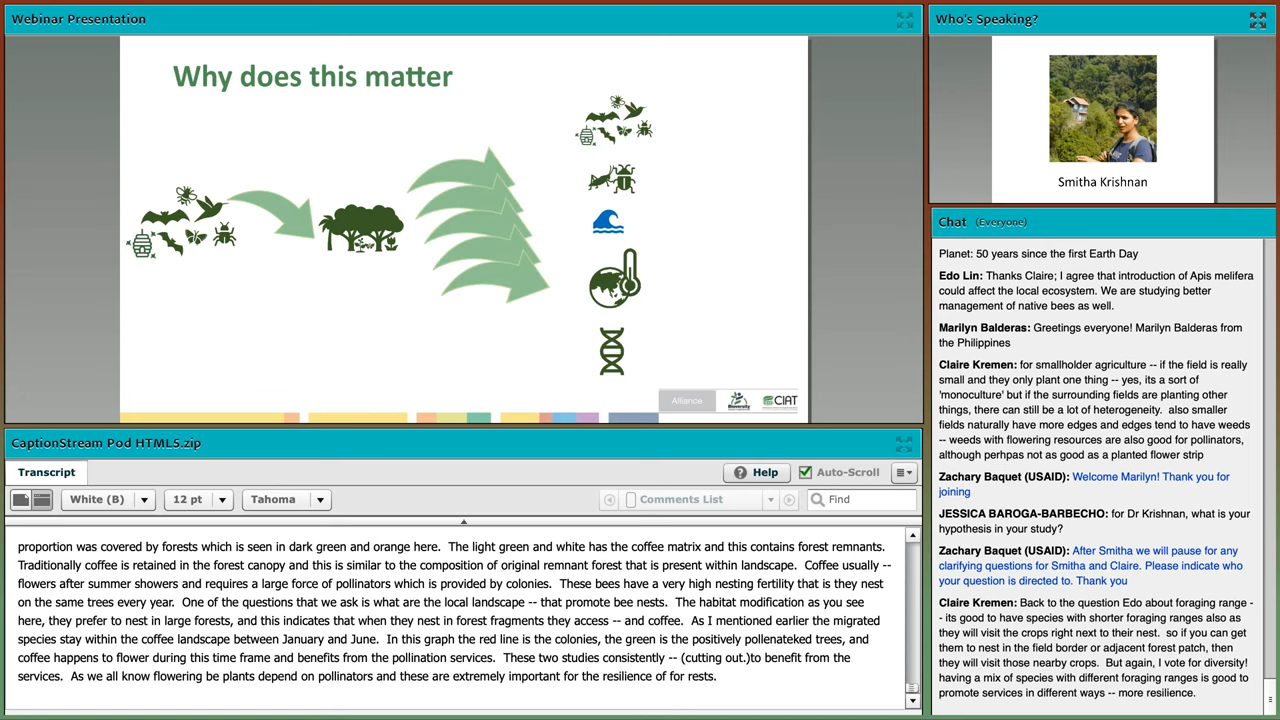 Webinar Presentation
Why does this matter
Alliance
Bioversity
CIAT
Who's Speaking?
Smitha Krishnan
CaptionStream Pod HTML5.zip
Transcript
Help
Auto-Scroll
White (B)
12 pt
Tahoma
Comments List
Find
proportion was covered by forests which is seen in dark green and orange here. The light green and white has the coffee matrix and this contains forest remnants.
Traditionally coffee is retained in the forest canopy and this is similar to the composition of original remnant forest that is present within landscape. Coffee usually --
flowers after summer showers and requires a large force of pollinators which is provided by colonies. These bees have a very high nesting fertility that is they nest
on the same trees every year. One of the questions that we ask is what are the local landscape -- that promote bee nests. The habitat modification as you see
here, they prefer to nest in large forests, and this indicates that when they nest in forest fragments they access -- and coffee. As I mentioned earlier the migrated
species stay within the coffee landscape between January and June. In this graph the red line is the colonies, the green is the positively pollenateked trees, and
coffee happens to flower during this time frame and benefits from the pollination services. These two studies consistently -- (cutting out.)to benefit from the
services. As we all know flowering be plants depend on pollinators and these are extremely important for the resilience of for rests.
Chat (Everyone)
Planet: 50 years since the first Earth Day
Edo Lin: Thanks Claire; I agree that introduction of Apis melifera
could affect the local ecosystem. We are studying better
management of native bees as well.
Marilyn Balderas: Greetings everyone! Marilyn Balderas from
the Philippines
Claire Kremen: for smallholder agriculture -- if the field is really
small and they only plant one thing -- yes, its a sort of
'monoculture' but if the surrounding fields are planting other
things, there can still be a lot of heterogeneity. also smaller
fields naturally have more edges and edges tend to have weeds
-- weeds with flowering resources are also good for pollinators,
although perhpas not as good as a planted flower strip
Zachary Baquet (USAID): Welcome Marilyn! Thank you for
joining
JESSICA BAROGA-BARBECHO: for Dr Krishnan, what is your
hypothesis in your study?
Zachary Baquet (USAID): After Smitha we will pause for any
clarifying questions for Smitha and Claire. Please indicate who
your question is directed to. Thank you
Claire Kremen: Back to the question Edo about foraging range -
- its good to have species with shorter foraging ranges also as
they will visit the crops right next to their nest. so if you can get
them to nest in the field border or adjacent forest patch, then
they will visit those nearby crops. But again, I vote for diversity!
having a mix of species with different foraging ranges is good to
promote services in different ways -- more resilience.